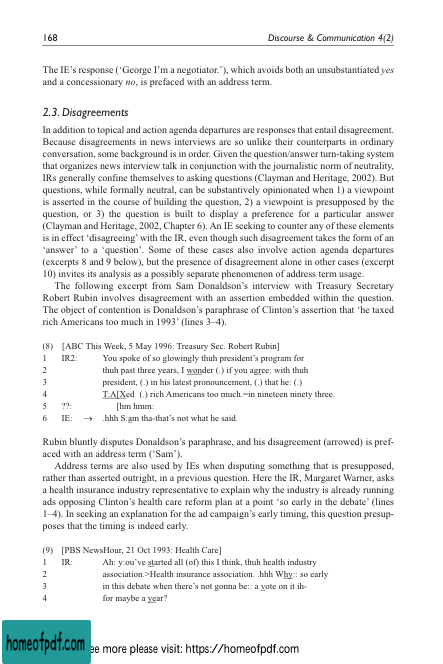 168
Discourse & Communication 4(2)
The IE's response ('George I'm a negotiator.'), which avoids both an unsubstantiated yes
and a concessionary no, is prefaced with an address term.
2.3. Disagreements
In addition to topical and action agenda departures are responses that entail disagreement.
Because disagreements in news interviews are so unlike their counterparts in ordinary
conversation, some background is in order. Given the question/answer turn-taking system
that organizes news interview talk in conjunction with the journalistic norm of neutrality,
IRs generally confine themselves to asking questions (Clayman and Heritage, 2002). But
questions, while formally neutral, can be substantively opinionated when 1) a viewpoint
is asserted in the course of building the question, 2) a viewpoint is presupposed by the
question, or 3) the question is built to display a preference for a particular answer
(Clayman and Heritage, 2002, Chapter 6). An IE seeking to counter any of these elements
is in effect 'disagreeing' with the IR, even though such disagreement takes the form of an
'answer' to a 'question'. Some of these cases also involve action agenda departures
(excerpts 8 and 9 below), but the presence of disagreement alone in other cases (excerpt
10) invites its analysis as a possibly separate phenomenon of address term usage.
The following excerpt from Sam Donaldson's interview with Treasury Secretary
Robert Rubin involves disagreement with an assertion embedded within the question.
The object of contention is Donaldson's paraphrase of Clinton's assertion that 'he taxed
rich Americans too much in 1993' (lines 3–4).
(8) [ABC This Week, 5 May 1996: Treasury Sec. Robert Rubin]
1 IR2: You spoke of so glowingly thuh president's program for
2 thuh past three years, I wonder (.) if you agree: with thuh
3 president, (.) in his latest pronouncement, (.) that he: (.)
4 T:A[Xed (.) rich Americans too much.=in nineteen ninety three.
5 ??: [hm hmm:
6 IE: → .hhh S:am tha-that's not what he said.
Rubin bluntly disputes Donaldson's paraphrase, and his disagreement (arrowed) is pref-
aced with an address term ('Sam').
Address terms are also used by IEs when disputing something that is presupposed,
rather than asserted outright, in a previous question. Here the IR, Margaret Warner, asks
a health insurance industry representative to explain why the industry is already running
ads opposing Clinton's health care reform plan at a point 'so early in the debate' (lines
1–4). In seeking an explanation for the ad campaign's early timing, this question presup-
poses that the timing is indeed early.
(9) [PBS NewsHour, 21 Oct 1993: Health Care]
1 IR: Ah: y:ou've started all (of) this I think, thuh health industry
2 association.>Health insurance association. .hhh Why:: so early
3 in this debate when there's not gonna be:: a vote on it ih-
4 for maybe a year?
homeofpdf.com
ee more please visit: https://homeofpdf.com